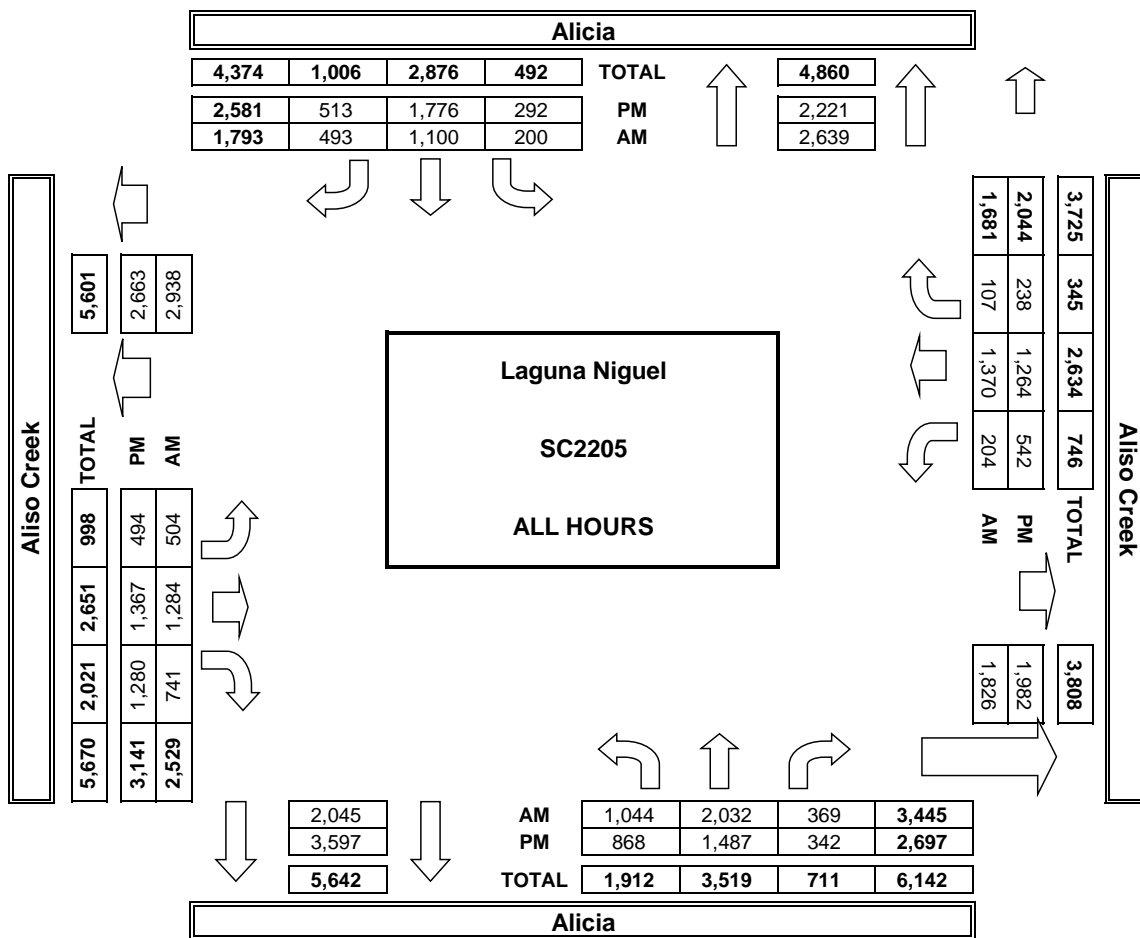 Alicia
4,374 1,006 2,876 492 TOTAL 4,860
2,581 513 1,776 292 PM 2,221
1,793 493 1,100 200 AM 2,639
Aliso Creek
5,601
2,663
2,938
TOTAL 998 2,651 2,021 5,670
PM 494 1,367 1,280 3,141
AM 504 1,284 741 2,529
Laguna Niguel
SC2205
ALL HOURS
3,725 345 2,634 746 TOTAL
2,044 238 1,264 542 PM
1,681 107 1,370 204 AM
3,808
1,982
1,826
Aliso Creek
2,045 AM 1,044 2,032 369 3,445
3,597 PM 868 1,487 342 2,697
5,642 TOTAL 1,912 3,519 711 6,142
Alicia